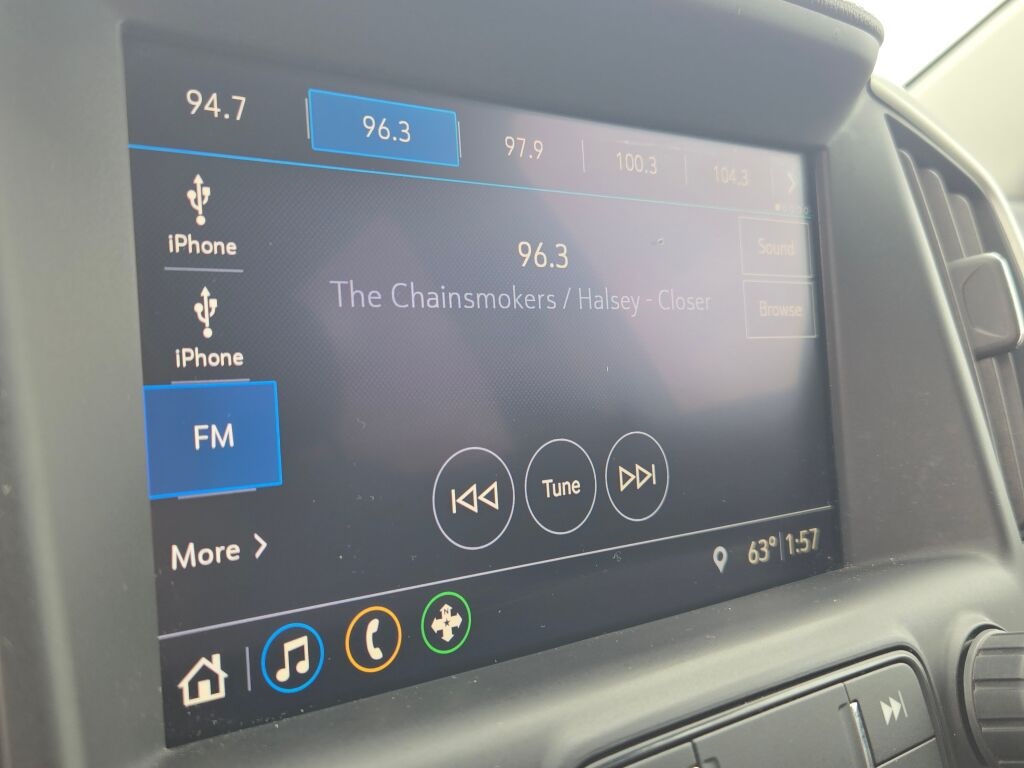 94.7
96.3
97.9
100.3
104.3
iPhone
iPhone
FM
More
96.3
The Chainsmokers / Halsey - Closer
Sound
Browse
Tune
63° 1:57